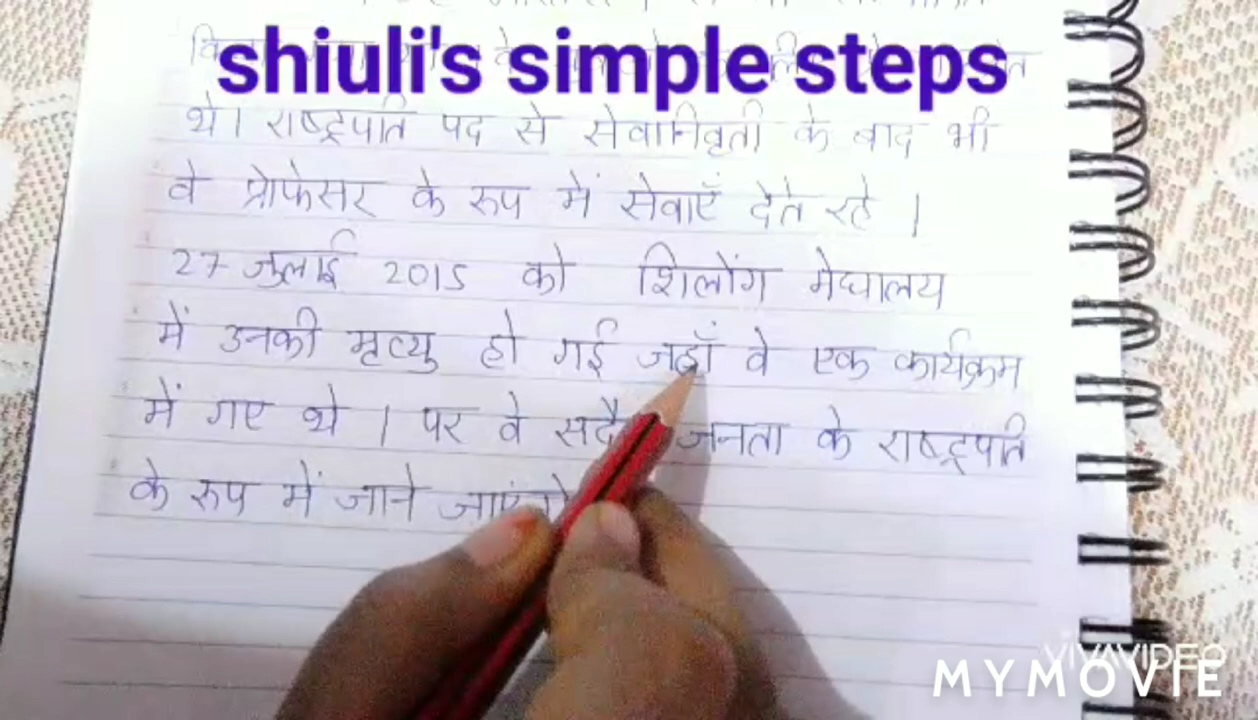 shiuli's simple steps
थे। राष्ट्रपति पद से सेवानिवृती के बाद भी
वे प्रोफेसर के रूप में सेवाएँ देते रहे ।
27 जुलाई 2015 को शिलोंग मेघालय
में उनकी मृत्यु हो गई जहाँ वे एक कार्यक्रम
में गए थे । पर वे जनता के राष्ट्रपति
के रूप में जाने
VIVAVIDEO
MYMOVIE